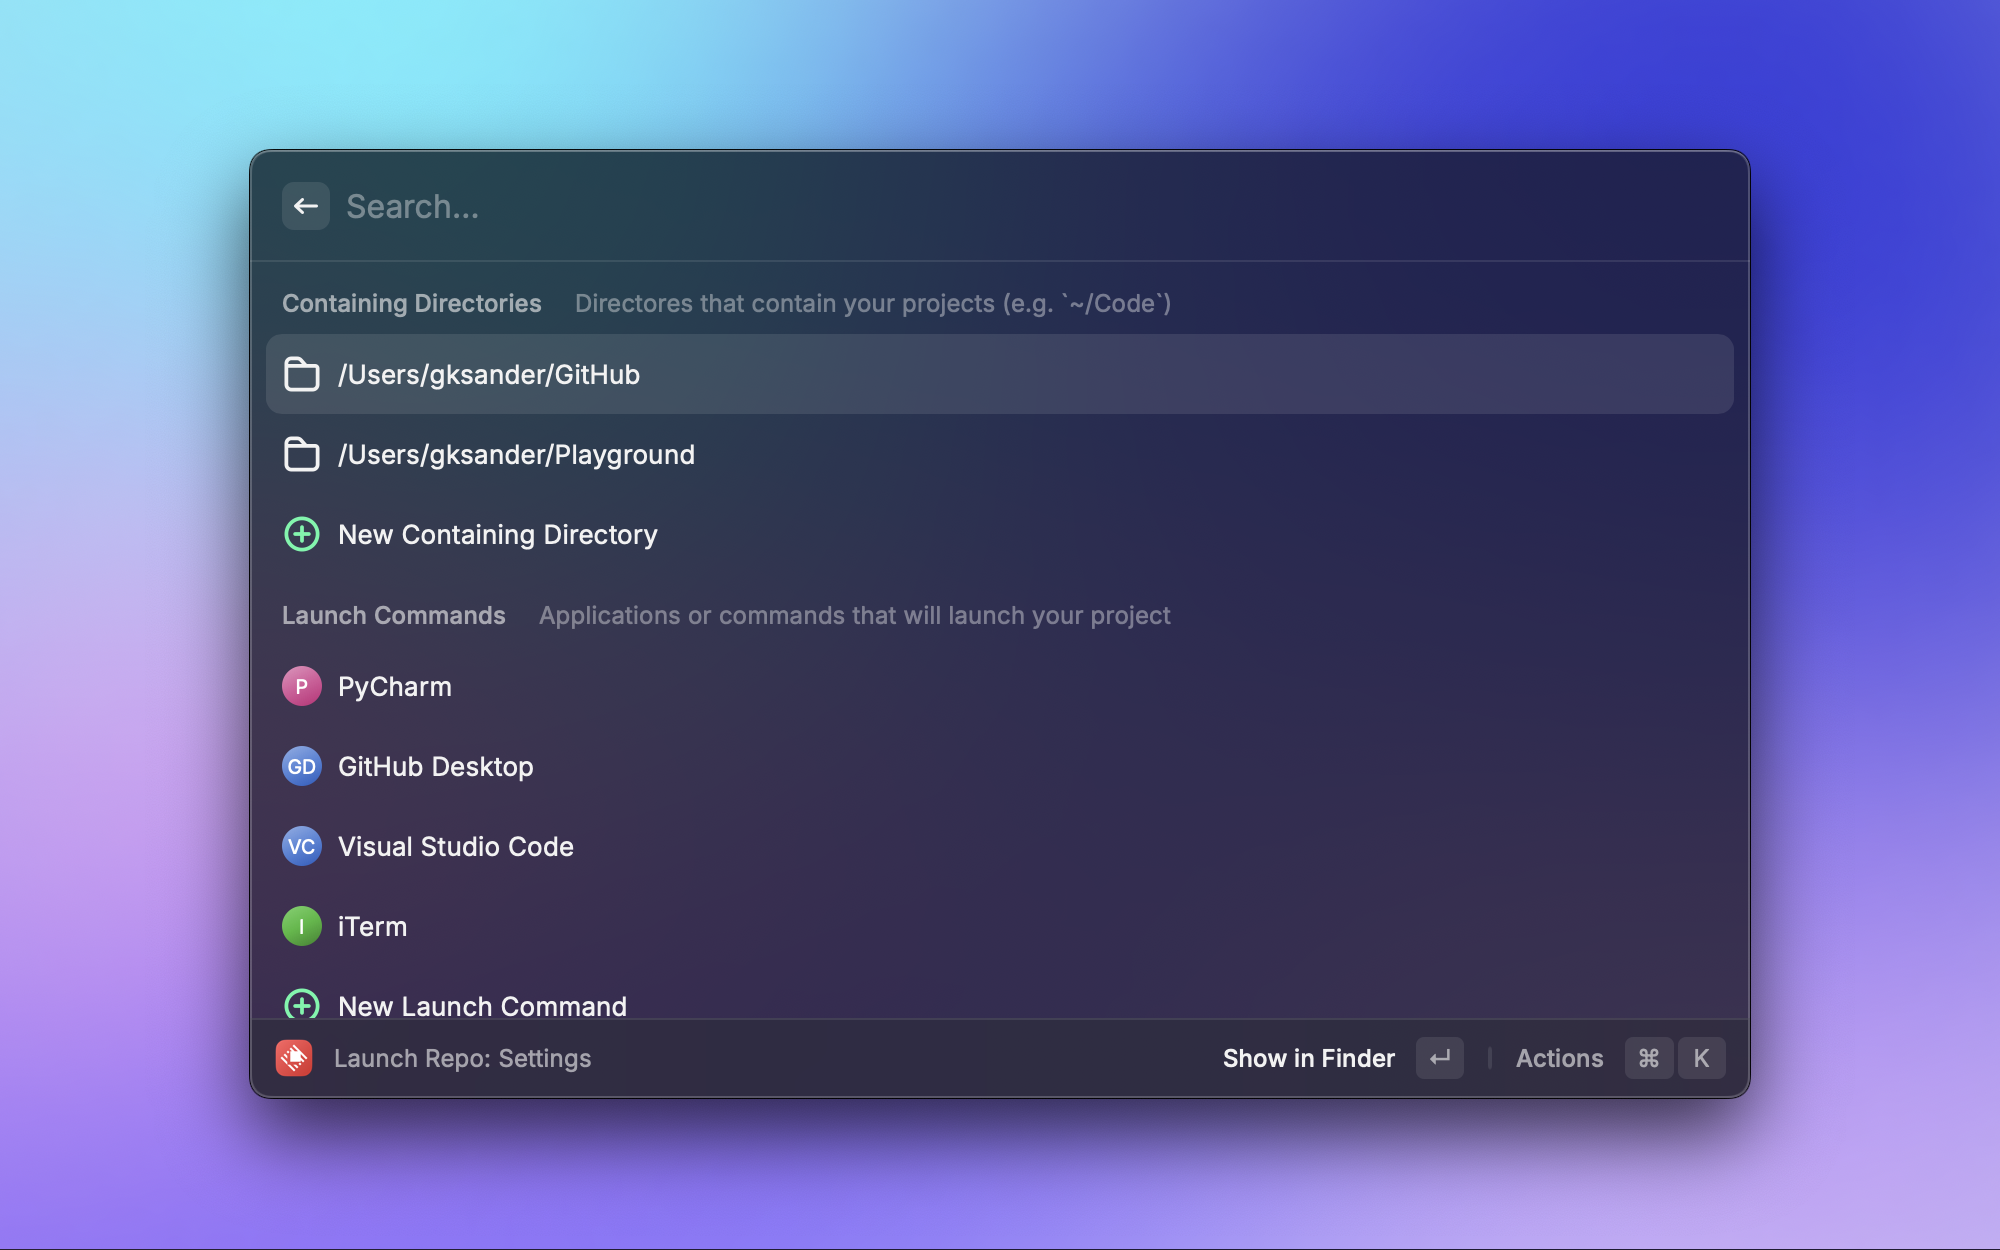 Search...
Containing Directories Directores that contain your projects (e.g. `~/Code`)
/Users/gksander/GitHub
/Users/gksander/Playground
New Containing Directory
Launch Commands Applications or commands that will launch your project
P PyCharm
GD GitHub Desktop
VC Visual Studio Code
I iTerm
New Launch Command
Launch Repo: Settings Show in Finder ↵ | Actions ⌘ K